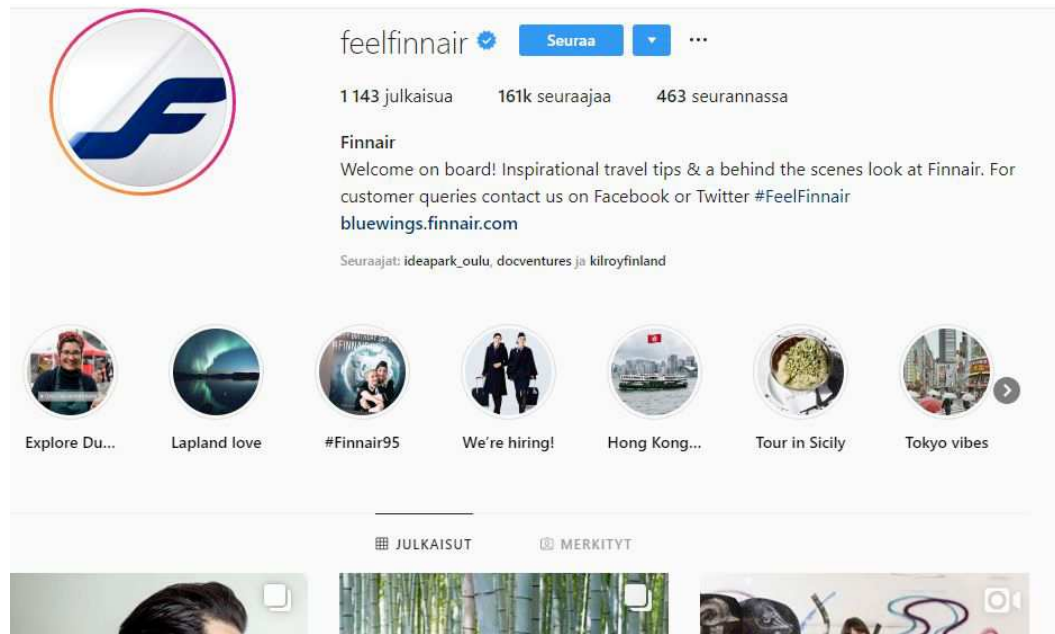 feelfinnair Seuraa
1 143 julkaisua 161k seuraajaa 463 seurannassa
Finnair
Welcome on board! Inspirational travel tips & a behind the scenes look at Finnair. For
customer queries contact us on Facebook or Twitter #FeelFinnair
bluewings.finnair.com
Seuraajat: ideapark_oulu, docventures ja kilroyfinland
Explore Du... Lapland love #Finnair95 We're hiring! Hong Kong... Tour in Sicily Tokyo vibes
JULKAISUT MERKITYT